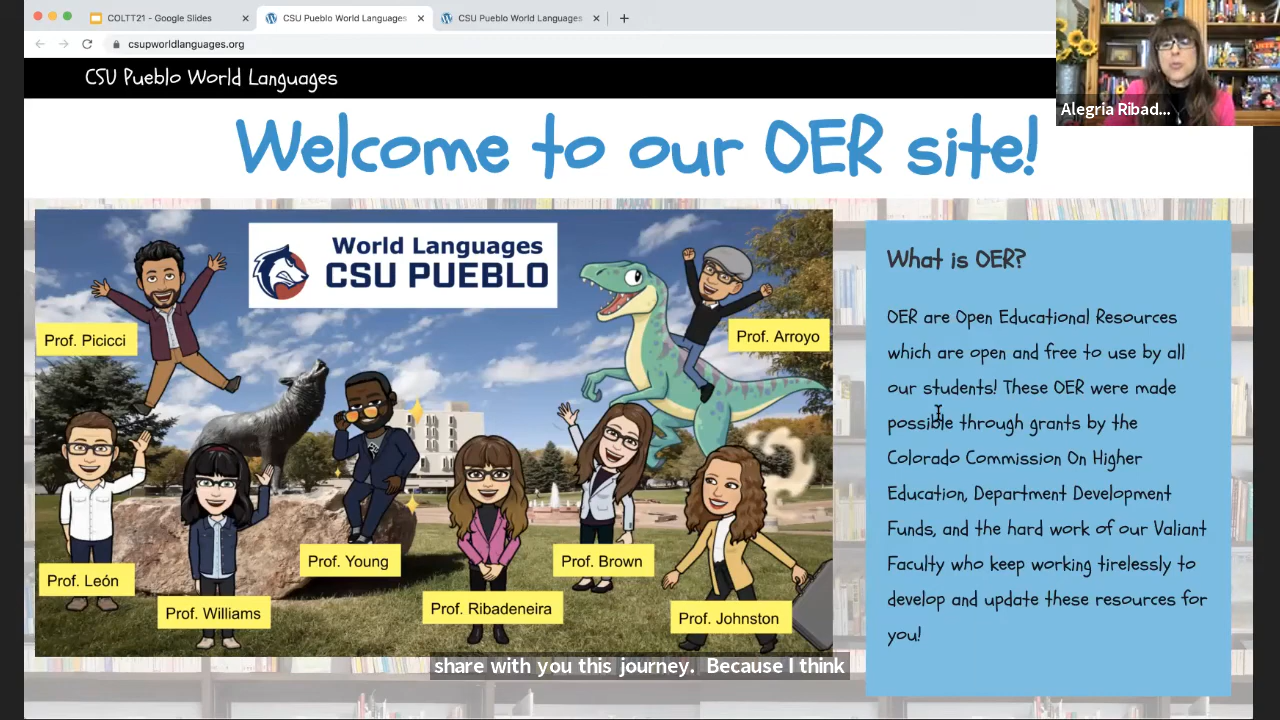 COLTT21 - Google Slides
CSU Pueblo World Languages
CSU Pueblo World Languages
csupworldlanguages.org
CSU Pueblo World Languages
Alegria Ribad...
Welcome to our OER site!
World Languages
CSU PUEBLO
Prof. Picicci
Prof. Arroyo
Prof. León
Prof. Williams
Prof. Young
Prof. Ribadeneira
Prof. Brown
Prof. Johnston
What is OER?
OER are Open Educational Resources
which are open and free to use by all
our students! These OER were made
possible through grants by the
Colorado Commission On Higher
Education, Department Development
Funds, and the hard work of our Valiant
Faculty who keep working tirelessly to
develop and update these resources for
you!
share with you this journey. Because I think